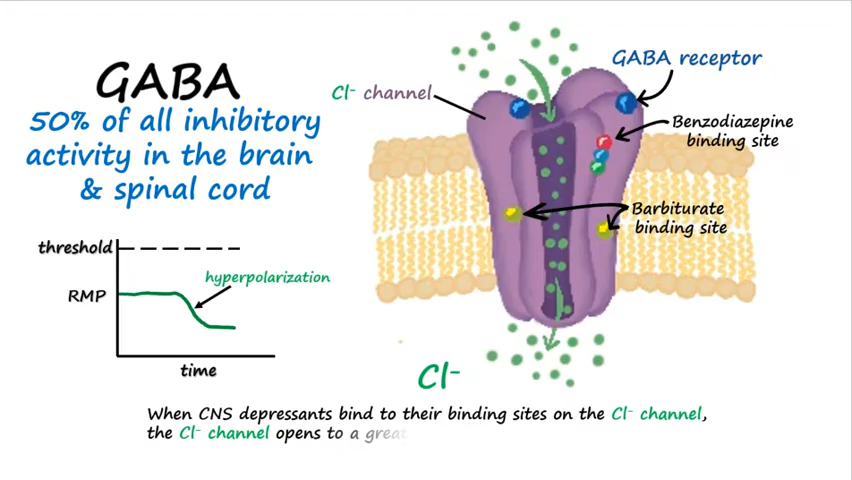 GABA
50% of all inhibitory
activity in the brain
& spinal cord
threshold
hyperpolarization
RMP
time
GABA receptor
Cl⁻ channel
Benzodiazepine
binding site
Barbiturate
binding site
Cl⁻
When CNS depressants bind to their binding sites on the Cl⁻ channel,
the Cl⁻ channel opens to a great